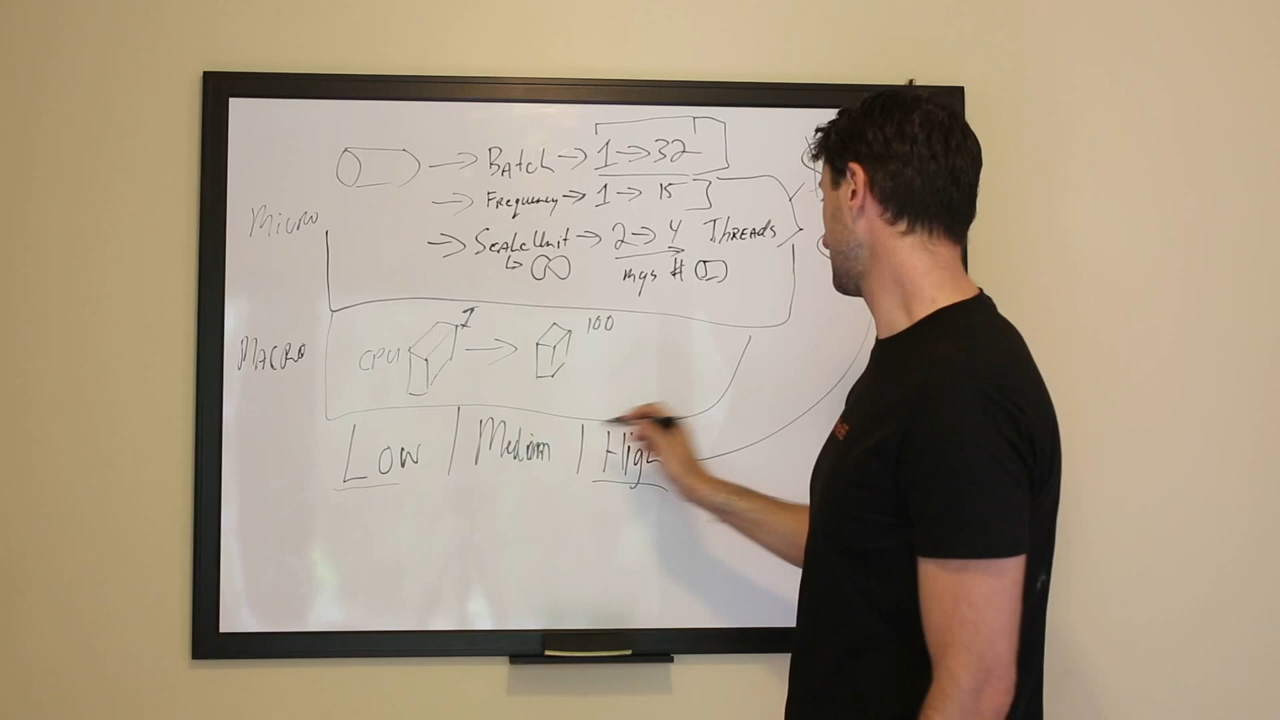 Batch → 1 → 32
→ Frequency → 1 → 15
Micro
→ Scale Unit → 2 → 4 Threads
↳ ∞ mgs # (I)
1 100
Macro CPU →
Low | Medium | High